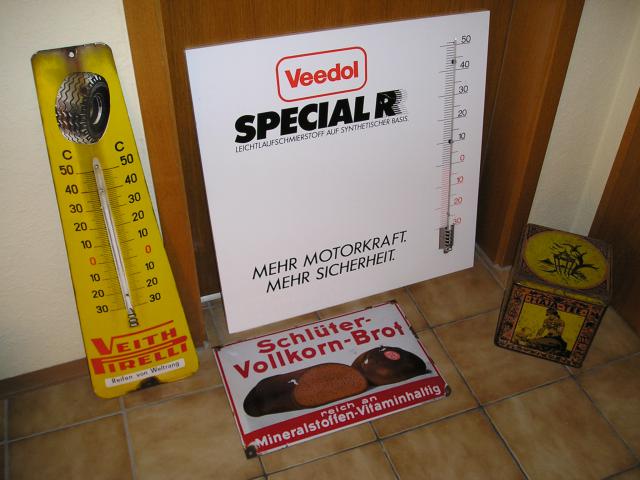 C C
50 50
40 40
30 30
20 20
10 10
0 0
10 10
20 20
30 30
VEITH
PIRELLI
Reifen von Weltrang
Veedol
SPECIAL R
LEICHTLAUFSCHMIERSTOFF AUF SYNTHETISCHER BASIS.
50
40
30
20
10
0
10
20
30
MEHR MOTORKRAFT.
MEHR SICHERHEIT.
Schlüter-
Vollkorn-Brot
reich an
Mineralstoffen-Vitaminhaltig